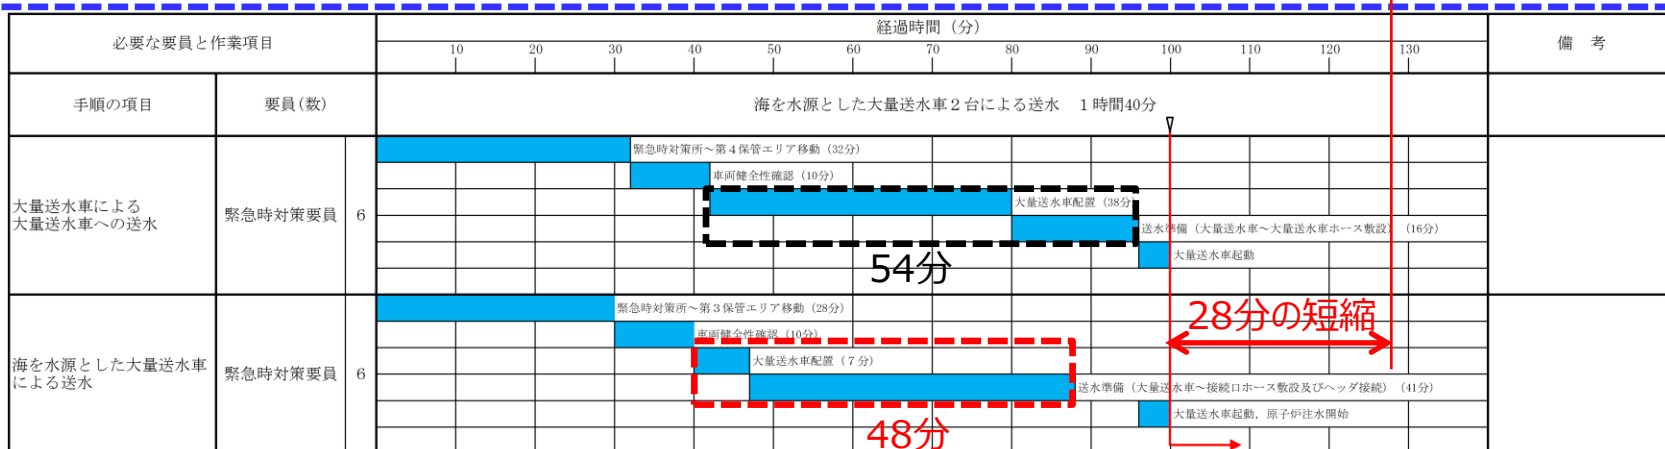 必要な要員と作業項目
経過時間（分）
備　考
10 20 30 40 50 60 70 80 90 100 110 120 130
手順の項目
要員(数)
海を水源とした大量送水車２台による送水　１時間40分
緊急時対策所～第４保管エリア移動（32分）
車両健全性確認（10分）
大量送水車による
大量送水車への送水
緊急時対策要員
6
大量送水車配置（38分）
送水準備（大量送水車～大量送水車ホース敷設）（16分）
大量送水車起動
54分
緊急時対策所～第３保管エリア移動（28分）
28分の短縮
車両健全性確認（10分）
海を水源とした大量送水車
による送水
緊急時対策要員
6
大量送水車配置（７分）
送水準備（大量送水車～接続口ホース敷設及びヘッダ接続）（41分）
大量送水車起動，原子炉注水開始
48分